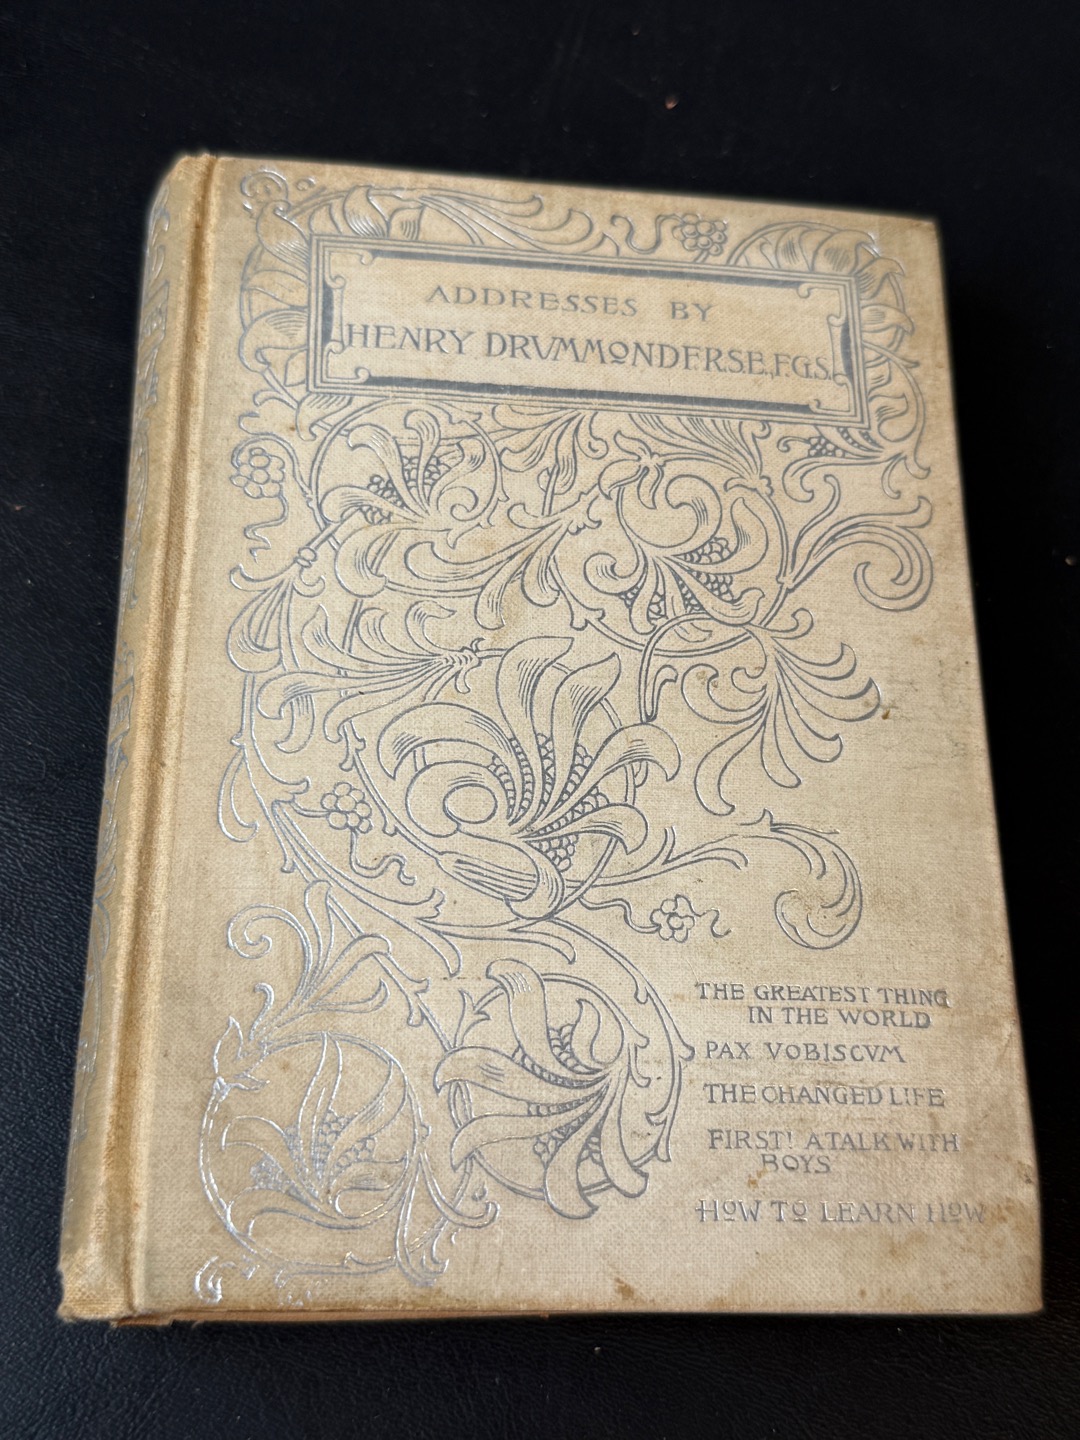 ADDRESSES BY
HENRY DRVMMOND F.R.S.E., F.G.S.
THE GREATEST THING
IN THE WORLD
PAX VOBISCVM
THE CHANGED LIFE
FIRST! A TALK WITH
BOYS
HOW TO LEARN HOW